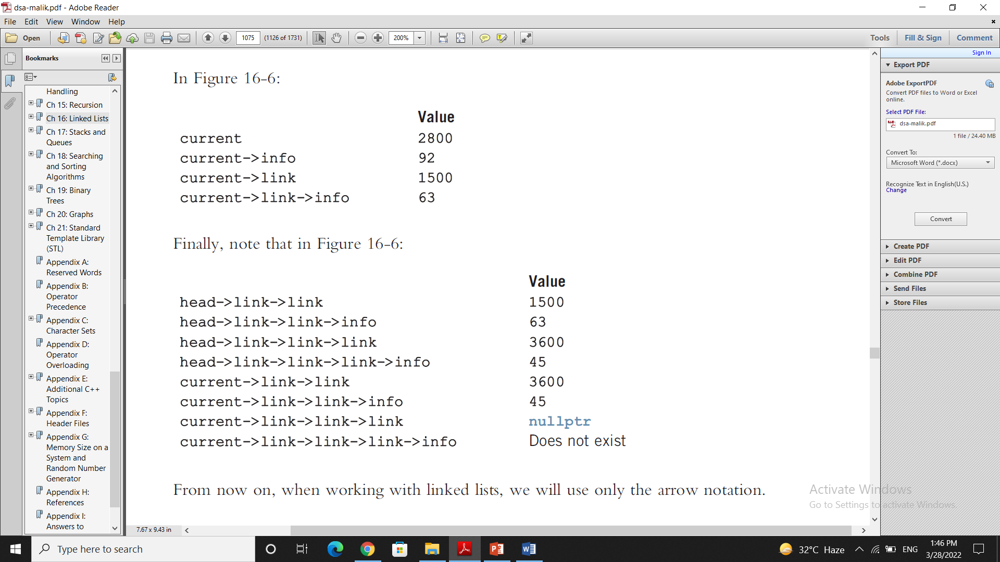 dsa-malik.pdf - Adobe Reader
File Edit View Window Help
Open 1075 (1126 of 1731) 200% Tools Fill & Sign Comment
Bookmarks
Handling
Ch 15: Recursion
Ch 16: Linked Lists
Ch 17: Stacks and
Queues
Ch 18: Searching
and Sorting
Algorithms
Ch 19: Binary
Trees
Ch 20: Graphs
Ch 21: Standard
Template Library
(STL)
Appendix A:
Reserved Words
Appendix B:
Operator
Precedence
Appendix C:
Character Sets
Appendix D:
Operator
Overloading
Appendix E:
Additional C++
Topics
Appendix F:
Header Files
Appendix G:
Memory Size on a
System and
Random Number
Generator
Appendix H:
References
Appendix I:
Answers to
In Figure 16-6:
Value
current 2800
current->info 92
current->link 1500
current->link->info 63
Finally, note that in Figure 16-6:
Value
head->link->link 1500
head->link->link->info 63
head->link->link->link 3600
head->link->link->link->info 45
current->link->link 3600
current->link->link->info 45
current->link->link->link nullptr
current->link->link->link->info Does not exist
From now on, when working with linked lists, we will use only the arrow notation.
7.67 x 9.43 in
Sign In
Export PDF
Adobe ExportPDF
Convert PDF files to Word or Excel
online.
Select PDF File:
dsa-malik.pdf
1 file / 24.40 MB
Convert To:
Microsoft Word (*.docx)
Recognize Text in English(U.S.)
Change
Convert
Create PDF
Edit PDF
Combine PDF
Send Files
Store Files
Activate Windows
Go to Settings to activate Windows.
Type here to search
32°C Haze
ENG
1:46 PM
3/28/2022